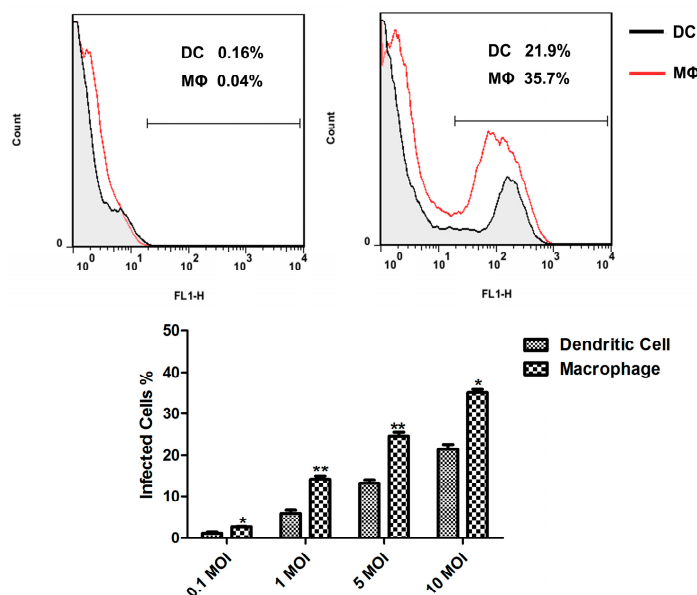 DC 0.16%
MΦ 0.04%
Count
0
10^0 10^1 10^2 10^3 10^4
FL1-H
DC 21.9%
MΦ 35.7%
Count
0
10^0 10^1 10^2 10^3 10^4
FL1-H
DC
MΦ
Infected Cells %
50
40
30
20
10
0
* ** ** *
0.1 MOI 1 MOI 5 MOI 10 MOI
Dendritic Cell
Macrophage